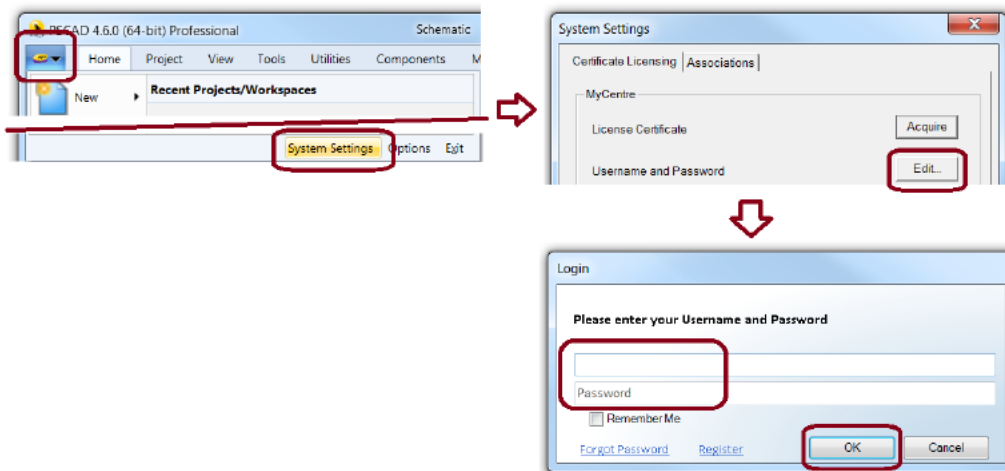 PSCAD 4.6.0 (64-bit) Professional Schematic
Home Project View Tools Utilities Components M
New Recent Projects/Workspaces
System Settings Options Exit
System Settings
Certificate Licensing Associations
MyCentre
License Certificate Acquire
Username and Password Edit...
Login
Please enter your Username and Password
Password
Remember Me
Forgot Password Register OK Cancel